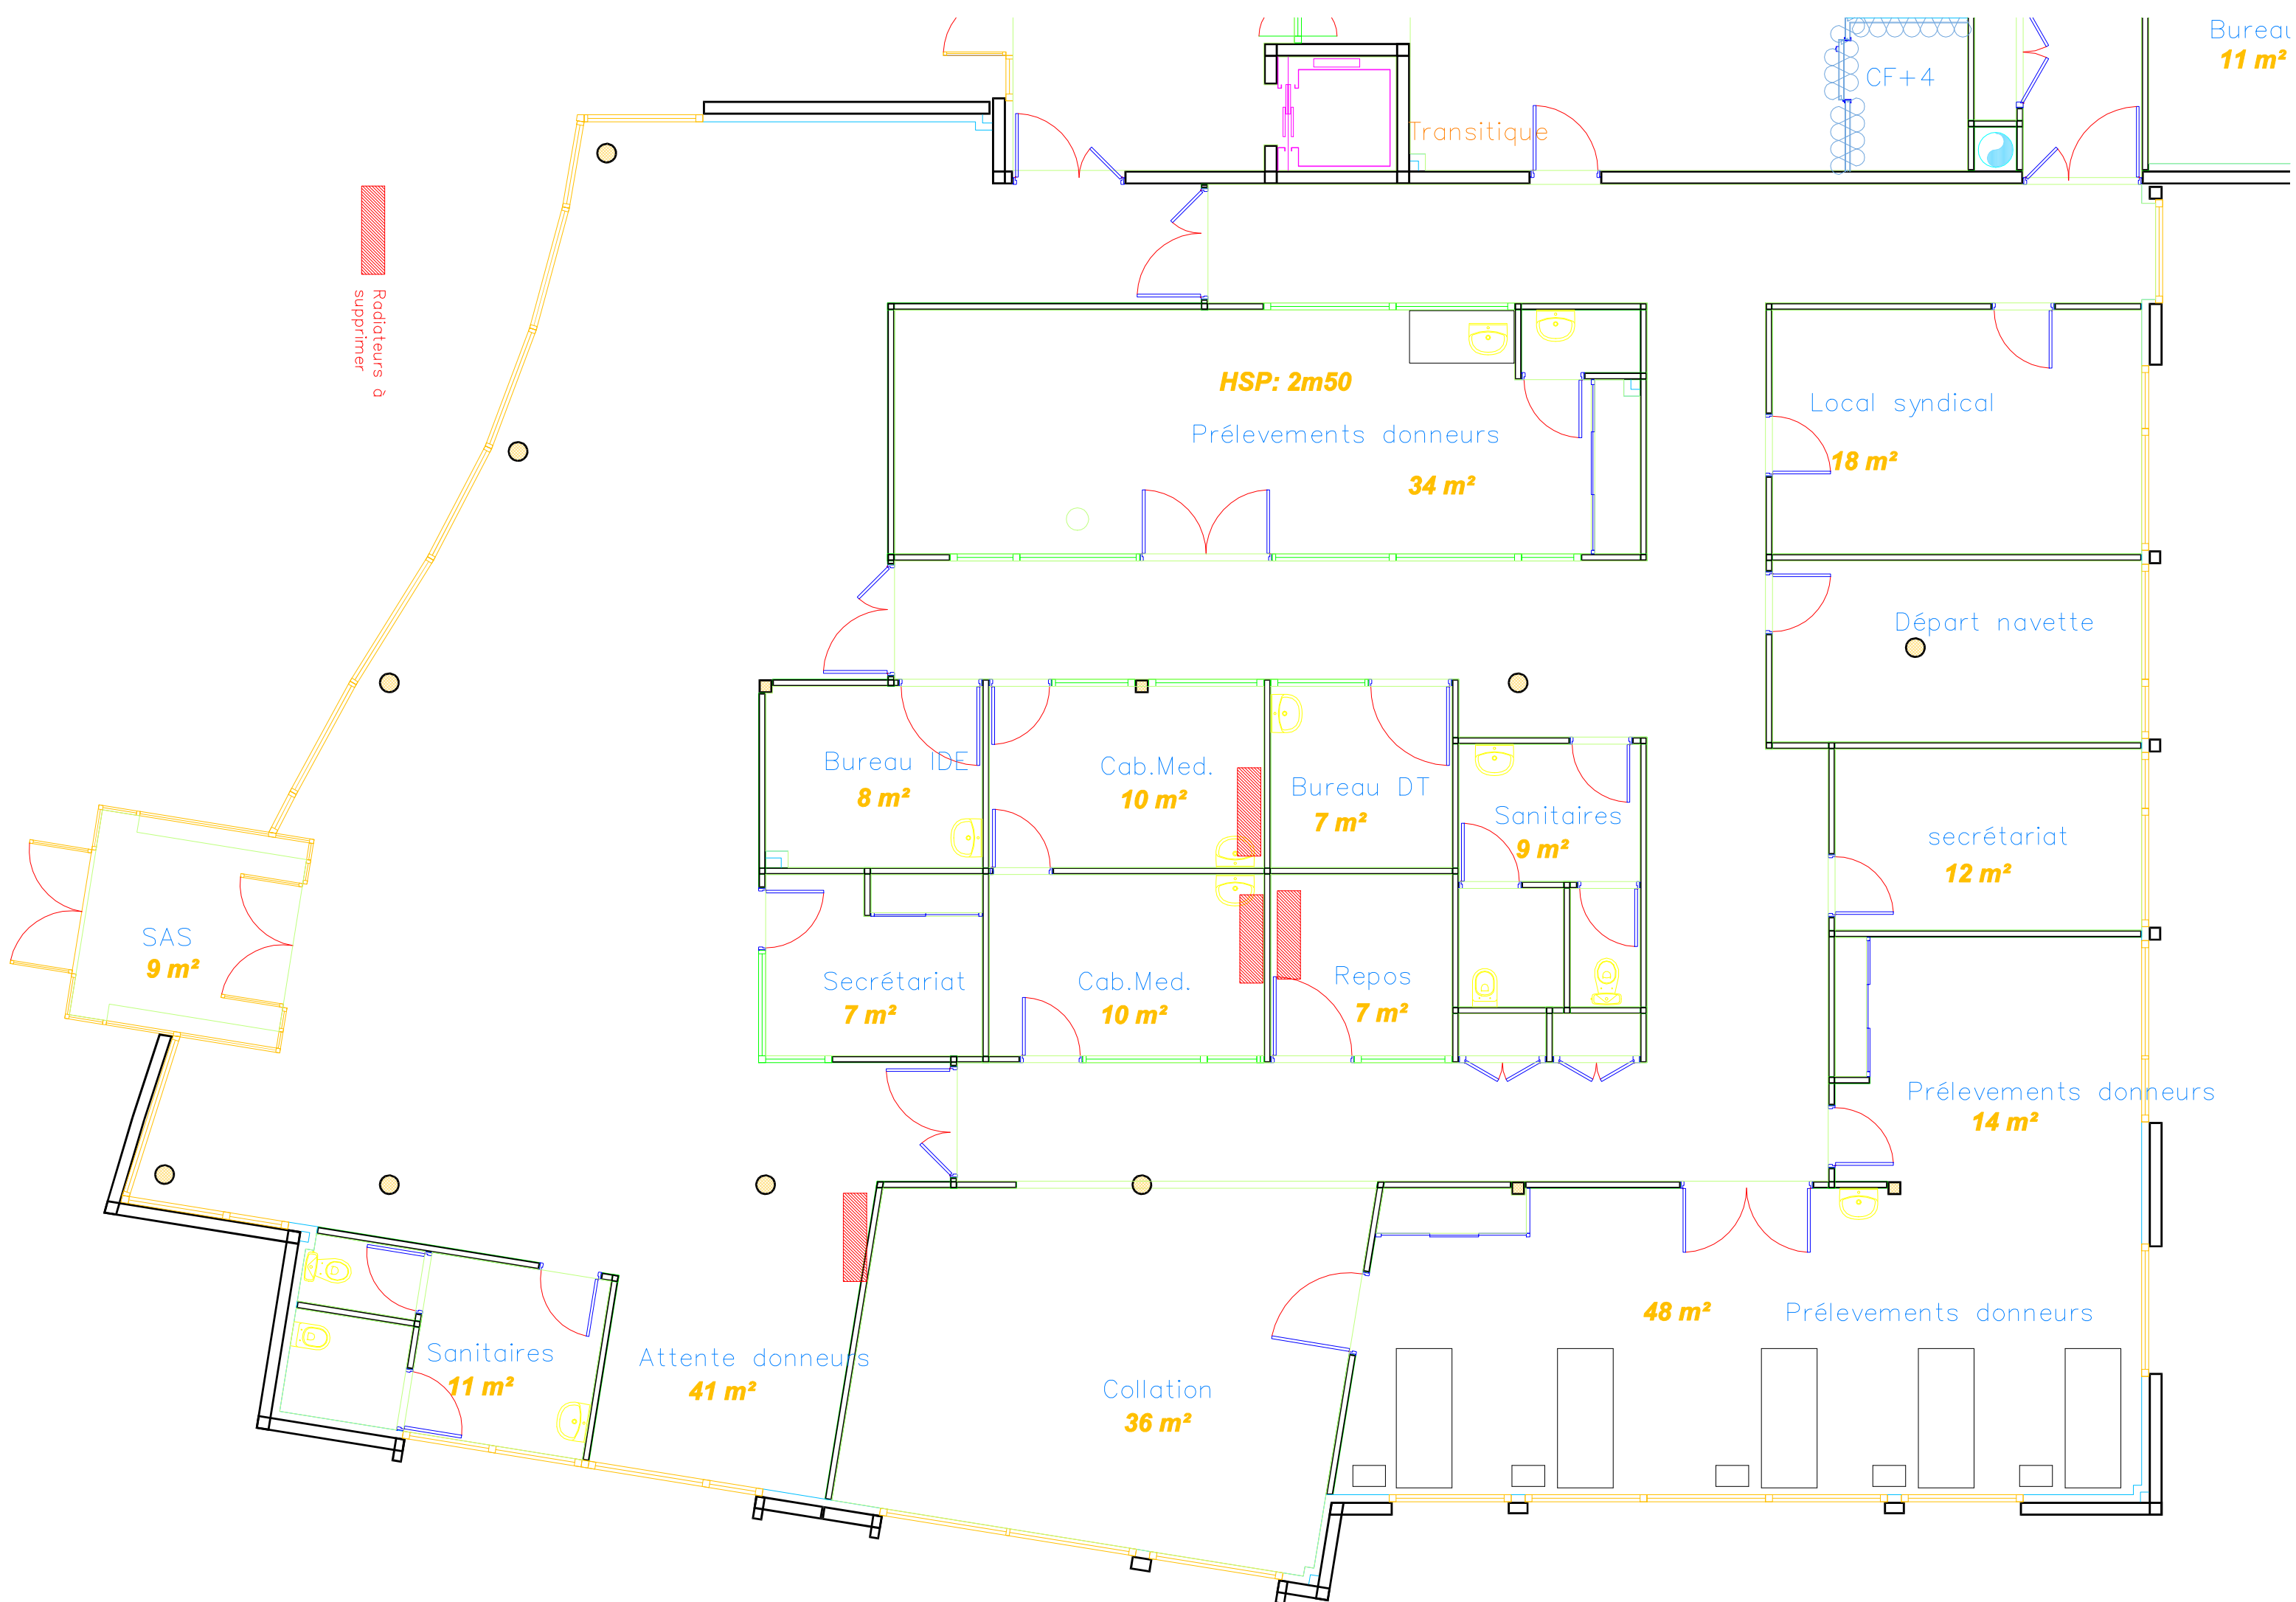 Bureau
11 m²
CF+4
Transitique
Radiateurs à
supprimer
HSP: 2m50
Prélevements donneurs
34 m²
Local syndical
18 m²
Départ navette
Bureau IDE
8 m²
Cab.Med.
10 m²
Bureau DT
7 m²
Sanitaires
9 m²
secrétariat
12 m²
SAS
9 m²
Secrétariat
7 m²
Cab.Med.
10 m²
Repos
7 m²
Prélevements donneurs
14 m²
48 m²
Prélevements donneurs
Sanitaires
11 m²
Attente donneurs
41 m²
Collation
36 m²